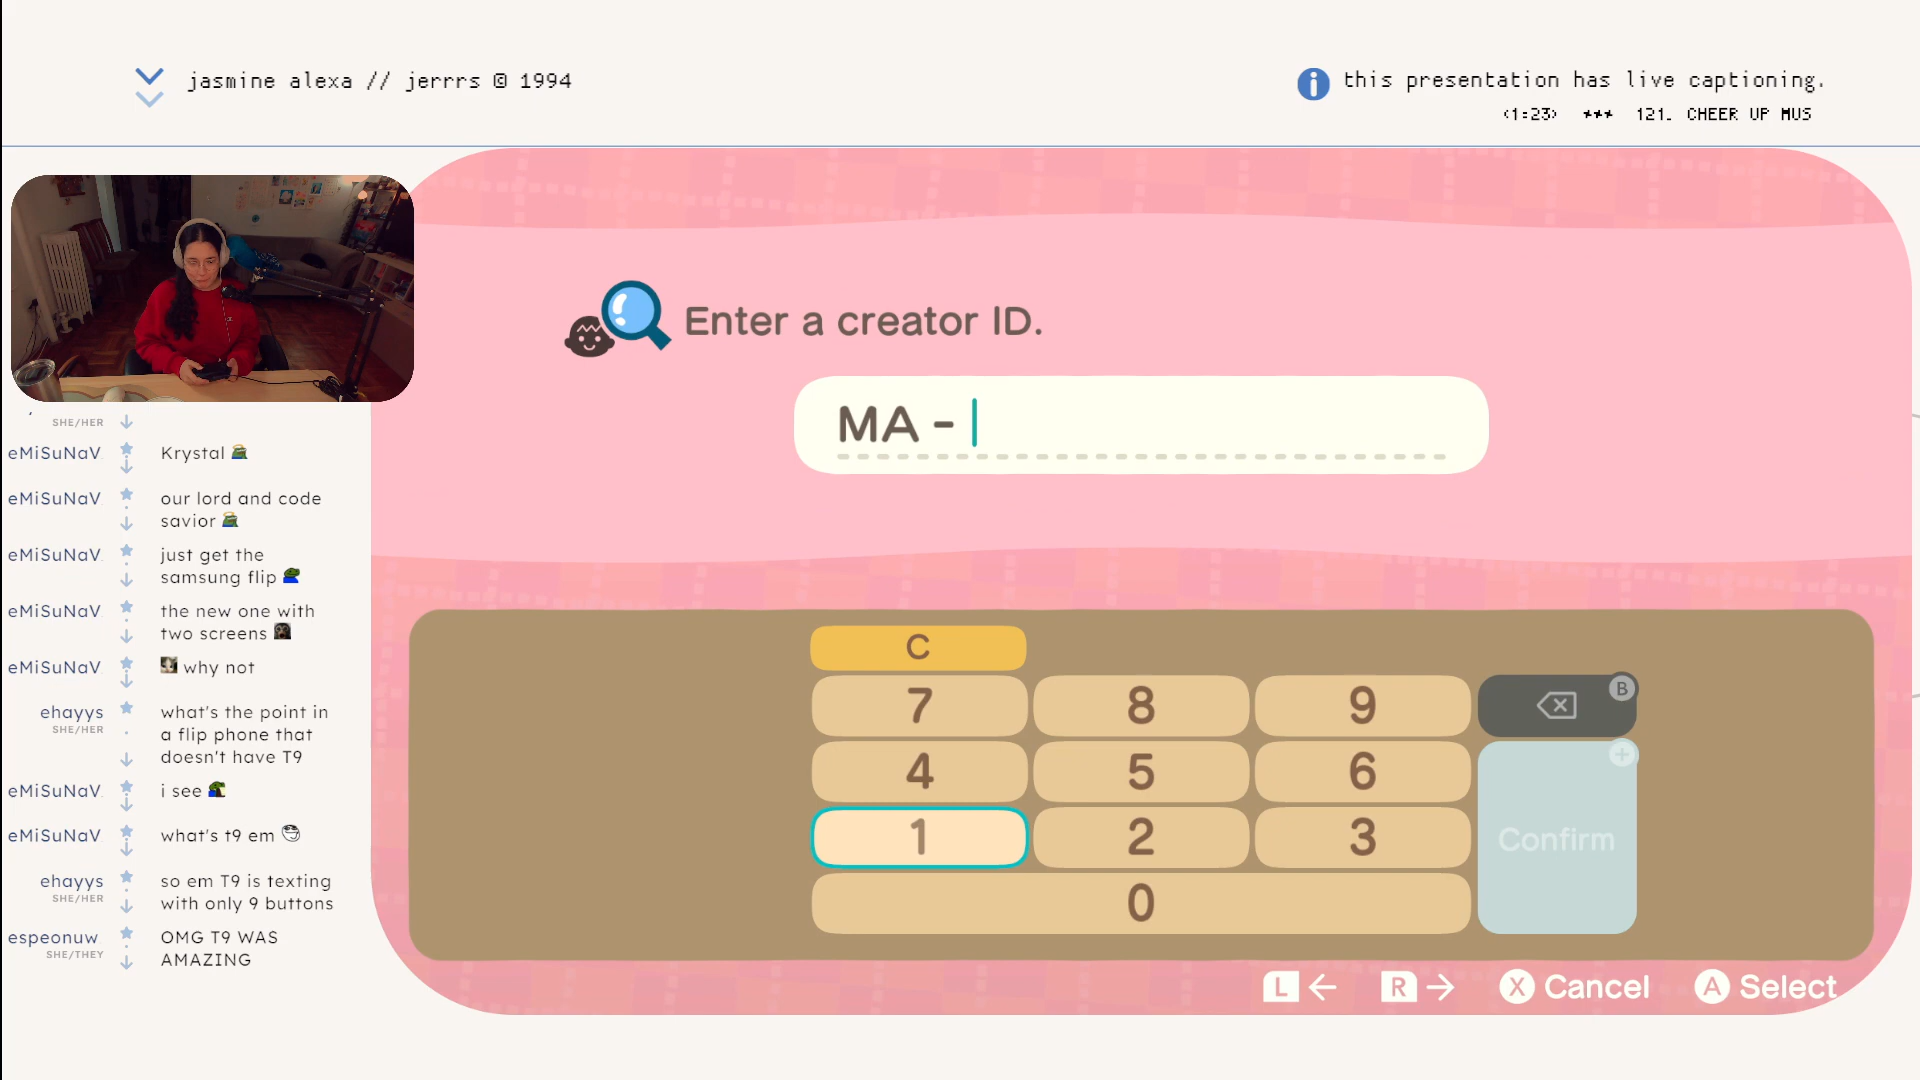 jasmine alexa // jerrrs @ 1994
this presentation has live captioning.
<1:23> *** 121. CHEER UP MUS
Enter a creator ID.
MA -
SHE/HER
eMiSuNaV
Krystal
eMiSuNaV
our lord and code
savior
eMiSuNaV
just get the
samsung flip
eMiSuNaV
the new one with
two screens
eMiSuNaV
why not
ehayys
SHE/HER
what's the point in
a flip phone that
doesn't have T9
eMiSuNaV
i see
eMiSuNaV
what's t9 em
ehayys
SHE/HER
so em T9 is texting
with only 9 buttons
espeonuw
SHE/THEY
OMG T9 WAS
AMAZING
C
7 8 9 B
4 5 6
1 2 3 Confirm
0
L R X Cancel A Select